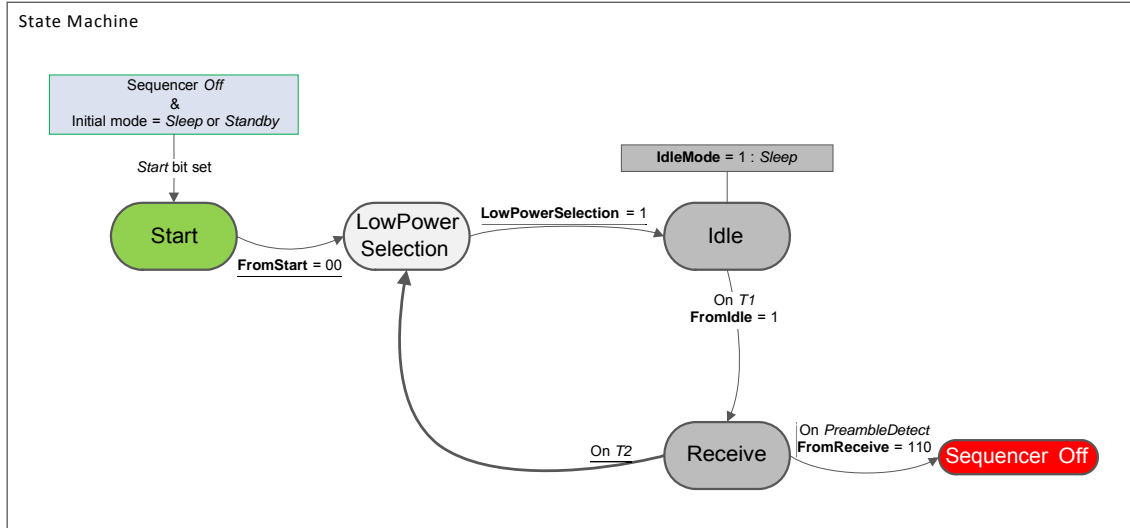 State Machine
Sequencer Off
&
Initial mode = Sleep or Standby
Start bit set
IdleMode = 1 : Sleep
Start
FromStart = 00
LowPower
Selection
LowPowerSelection = 1
Idle
On T1
FromIdle = 1
On T2
Receive
On PreambleDetect
FromReceive = 110
Sequencer Off